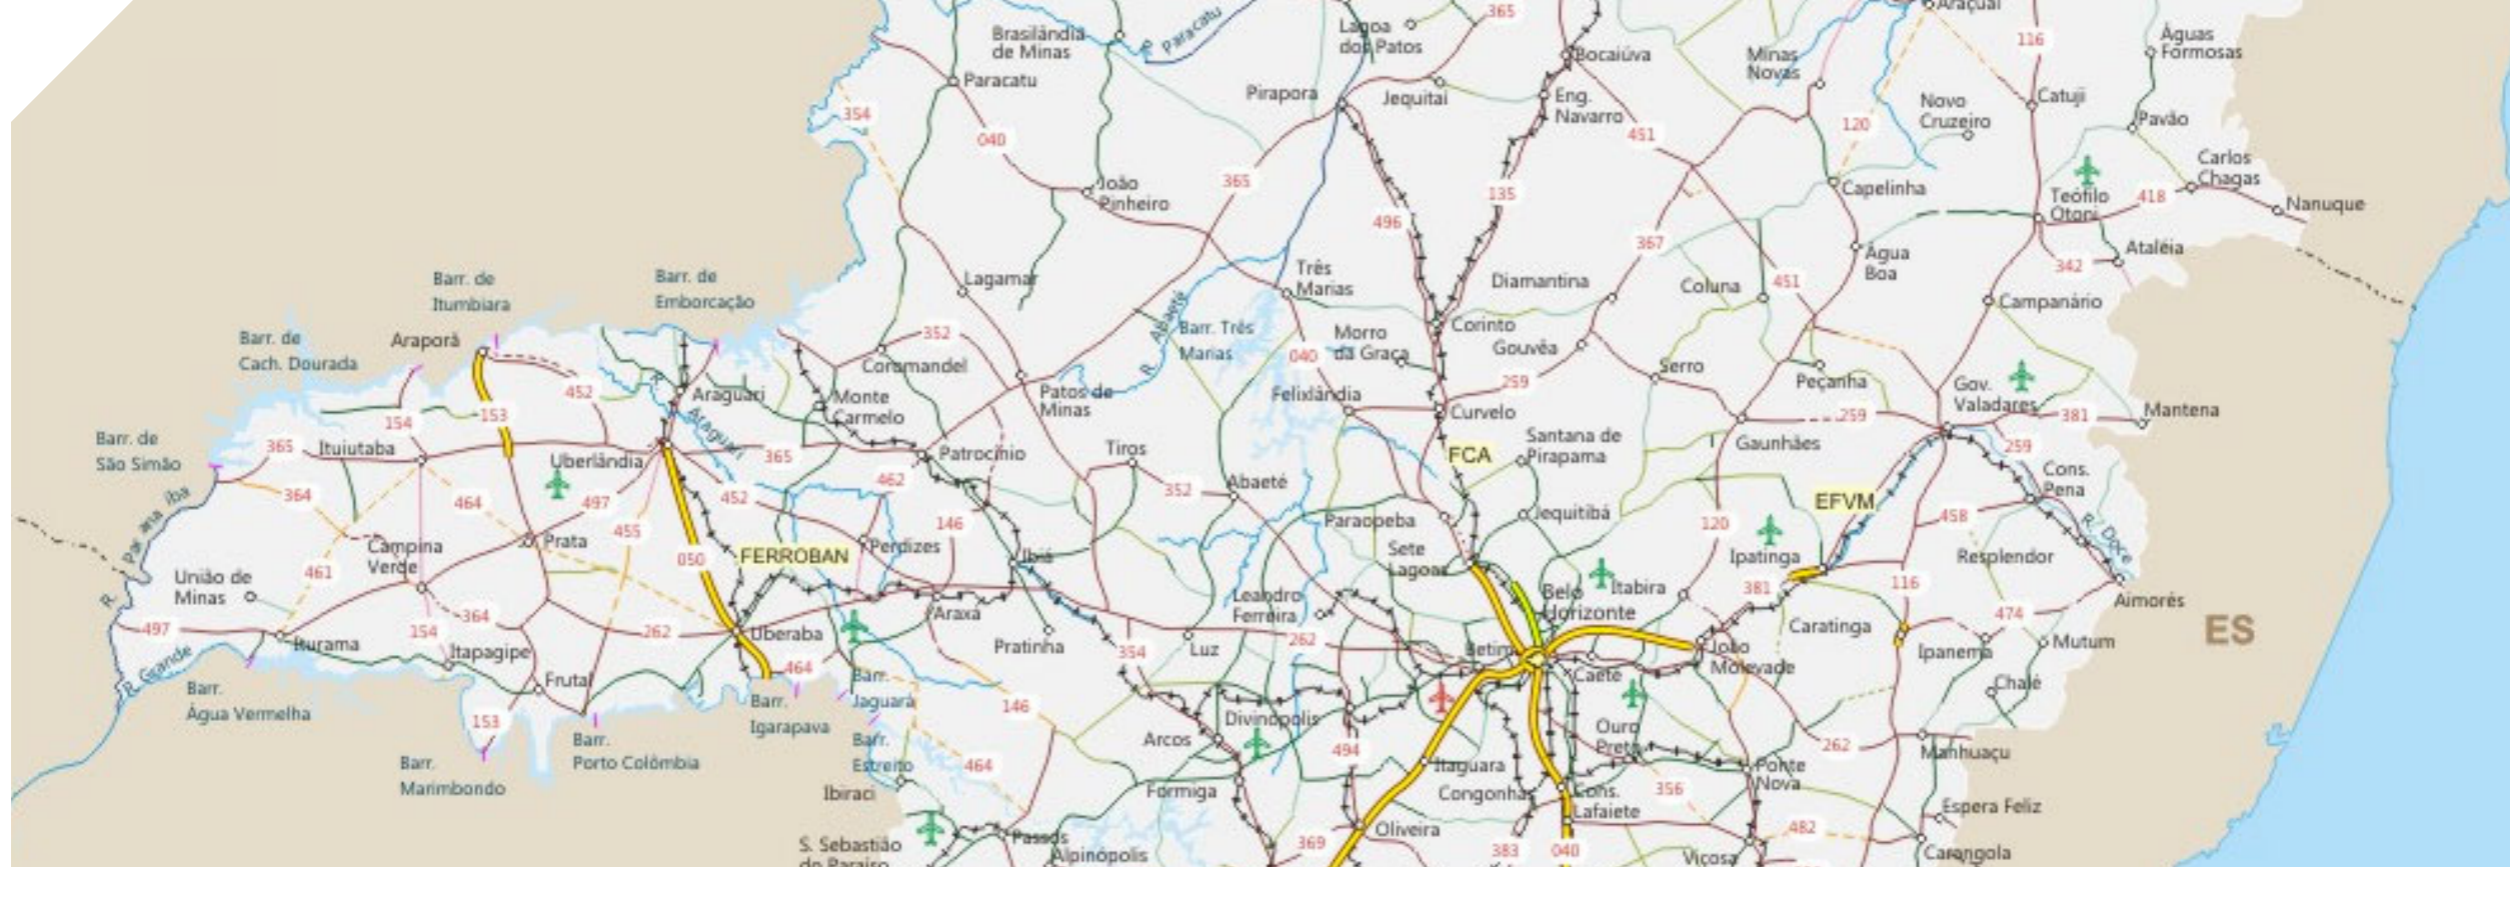 Araçuaí
365
Lagoa
dos Patos
Brasilândia
de Minas
R. Paracatu
116
Águas
Formosas
Bocaiúva
Minas
Novas
Paracatu
Pirapora
Jequitaí
Eng.
Navarro
Catuji
Novo
Cruzeiro
354
040
451
120
Pavão
Carlos
Chagas
João
Pinheiro
365
135
Capelinha
Teófilo
Otoni
418
Nanuque
496
367
Água
Boa
342
Ataléia
Barr. de
Itumbiara
Barr. de
Emborcação
Lagamar
Três
Marias
Diamantina
Coluna
451
Campanário
Barr. de
Cach. Dourada
Araporã
352
R. Abaeté
Barr. Três
Marias
Morro
da Graça
Corinto
Gouvêa
040
Coromandel
452
R. Araguari
Araguari
Monte
Carmelo
Patos de
Minas
Felixlândia
259
Serro
Peçanha
Gov.
Valadares
381
Mantena
154
153
Curvelo
259
Gaunhães
Barr. de
São Simão
365
Ituiutaba
Uberlândia
365
Patrocínio
Tiros
FCA
Santana de
Pirapama
259
Cons.
Pena
364
464
497
452
462
352
Abaeté
EFVM
R. Paranaíba
455
146
Paraopeba
Jequitibá
120
458
R. Doce
Campina
Verde
Prata
050
FERROBAN
Perdizes
Ibiá
Sete
Lagoas
Ipatinga
Resplendor
União de
Minas
461
Leandro
Ferreira
Belo
Horizonte
Itabira
381
116
Aimorés
R. Grande
497
364
154
262
Uberaba
Araxá
Pratinha
354
Luz
262
Betim
Caeté
João
Molevade
Caratinga
474
Ipanema
Mutum
ES
Iturama
Itapagipe
Frutal
464
Barr.
Água Vermelha
153
Barr.
Igarapava
Barr.
Jaguara
146
Divinópolis
Chalé
Barr.
Marimbondo
Barr.
Porto Colômbia
Barr.
Estreito
464
Arcos
494
Itaguara
Ouro
Preto
262
Manhuaçu
Ibiraci
Formiga
Congonhas
Cons.
Lafaiete
356
Ponte
Nova
Espera Feliz
S. Sebastião
do Paraíso
Passos
Alpinópolis
369
Oliveira
383
040
Viçosa
482
Carangola